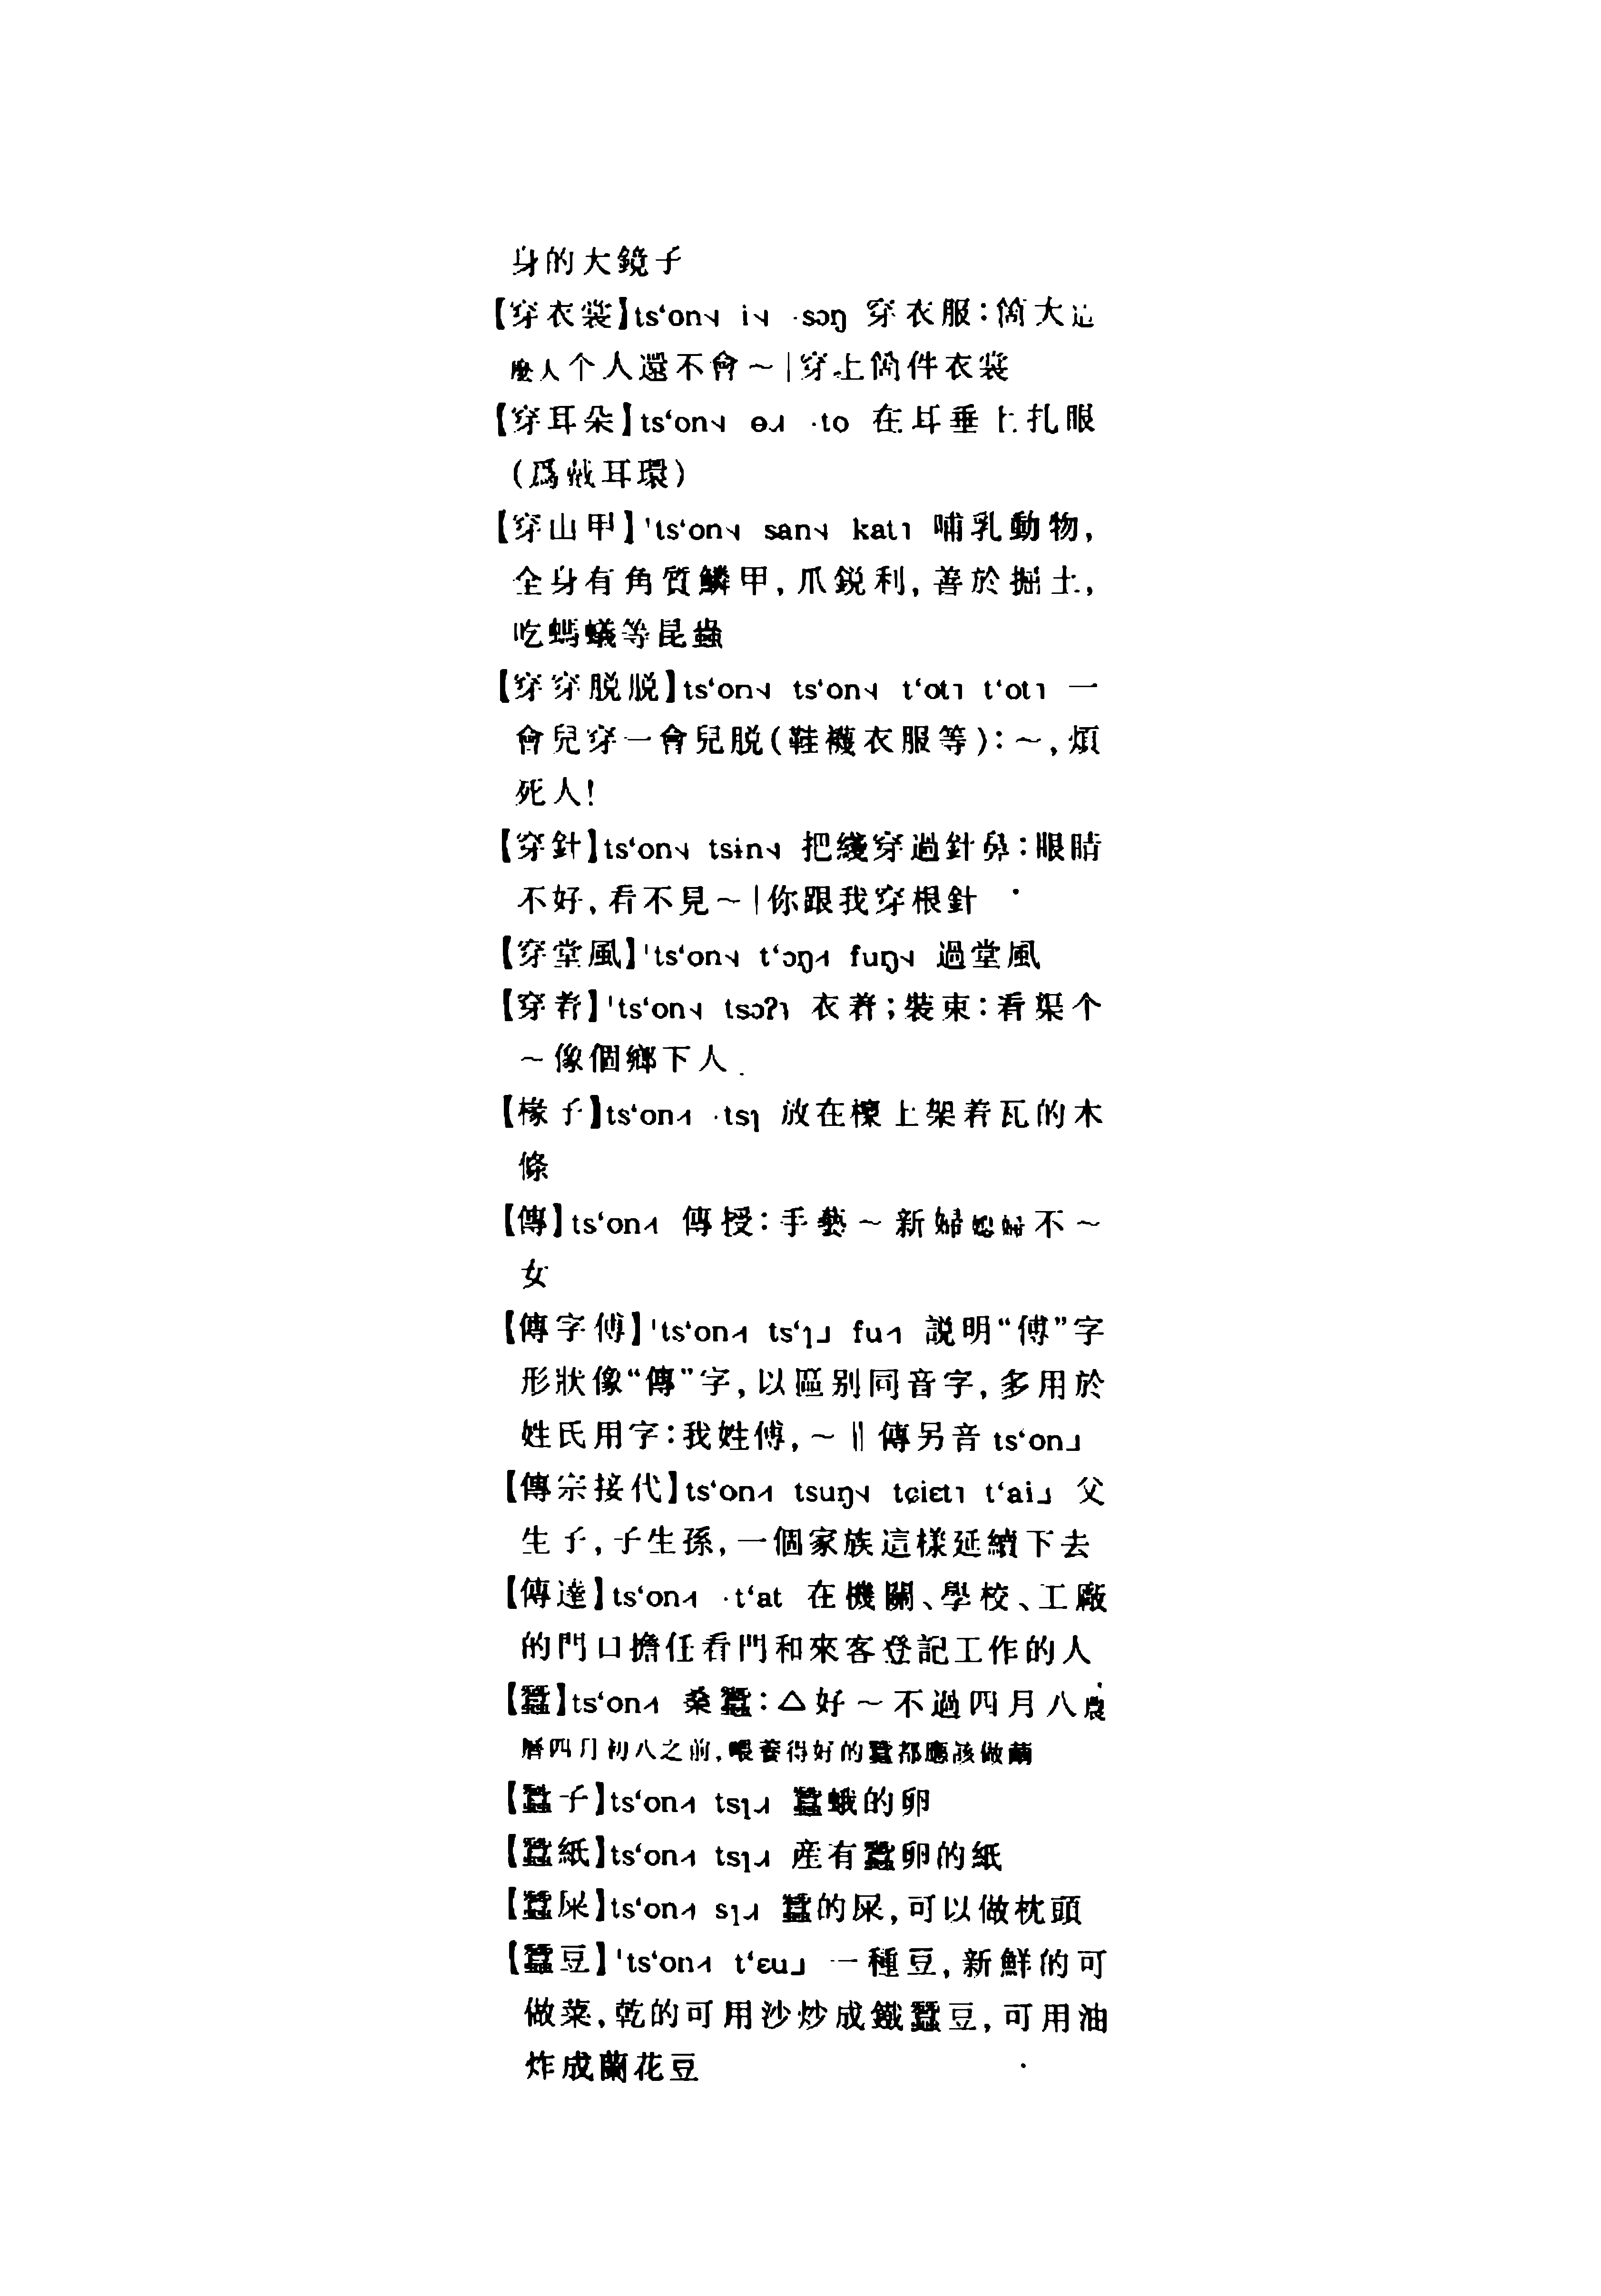 身的大鏡子
【穿衣裳】ts‘on˧ i˧ ·sɔŋ 穿衣服：箇大這
麼大个人還不會～|穿上箇件衣裳
【穿耳朵】ts‘on˧ ɵ˩ ·to 在耳垂上扎眼
(爲戴耳環)
【穿山甲】'ts‘on˧ san˧ kat˥ 哺乳動物,
全身有角質鱗甲,爪鋭利,善於掘土,
吃螞蟻等昆蟲
【穿穿脱脱】ts‘on˧ ts‘on˧ t‘ot˥ t‘ot˥ 一
會兒穿一會兒脱(鞋襪衣服等)：～,煩
死人!
【穿針】ts‘on˧ tsɨn˧ 把綫穿過針鼻：眼睛
不好,看不見～|你跟我穿根針
【穿堂風】'ts‘on˧ t‘ɔŋ˧ fuŋ˧ 過堂風
【穿着】'ts‘on˧ tsɔʔ˥ 衣着；裝束：看渠个
～像個鄉下人
【椽子】ts‘on˧ ·tsɿ 放在檁上架着瓦的木
條
【傳】ts‘on˧ 傳授：手藝～新婦媳婦不～
女
【傳字傅】'ts‘on˧ ts‘ɿ˩ fu˧ 説明“傅”字
形狀像“傳”字,以區别同音字,多用於
姓氏用字：我姓傅,～‖傳另音 ts‘on˩
【傳宗接代】ts‘on˧ tsuŋ˧ tɕiɛt˥ t‘ai˩ 父
生子,子生孫,一個家族這樣延續下去
【傳達】ts‘on˧ ·t‘at 在機關、學校、工廠
的門口擔任看門和來客登記工作的人
【蠶】ts‘on˧ 桑蠶：△好～不過四月八農
曆四月初八之前,喂養得好的蠶都應該做繭
【蠶子】ts‘on˧ tsɿ˩ 蠶蛾的卵
【蠶紙】ts‘on˧ tsɿ˩ 産有蠶卵的紙
【蠶屎】ts‘on˧ sɿ˩ 蠶的屎,可以做枕頭
【蠶豆】'ts‘on˧ t‘ɛu˩ 一種豆,新鮮的可
做菜,乾的可用沙炒成鐵蠶豆,可用油
炸成蘭花豆